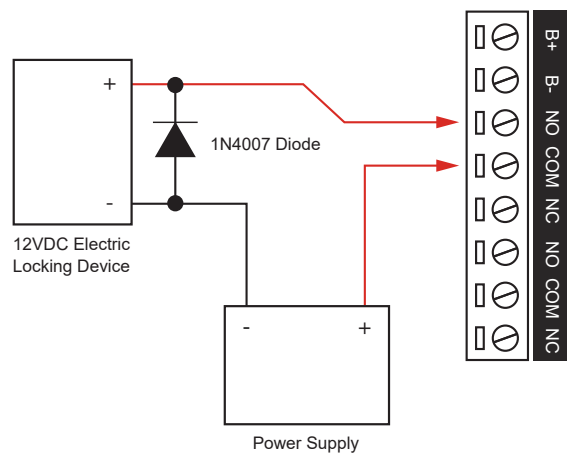 +
-
1N4007 Diode
12VDC Electric
Locking Device
-
+
Power Supply
B+
B-
NO
COM
NC
NO
COM
NC